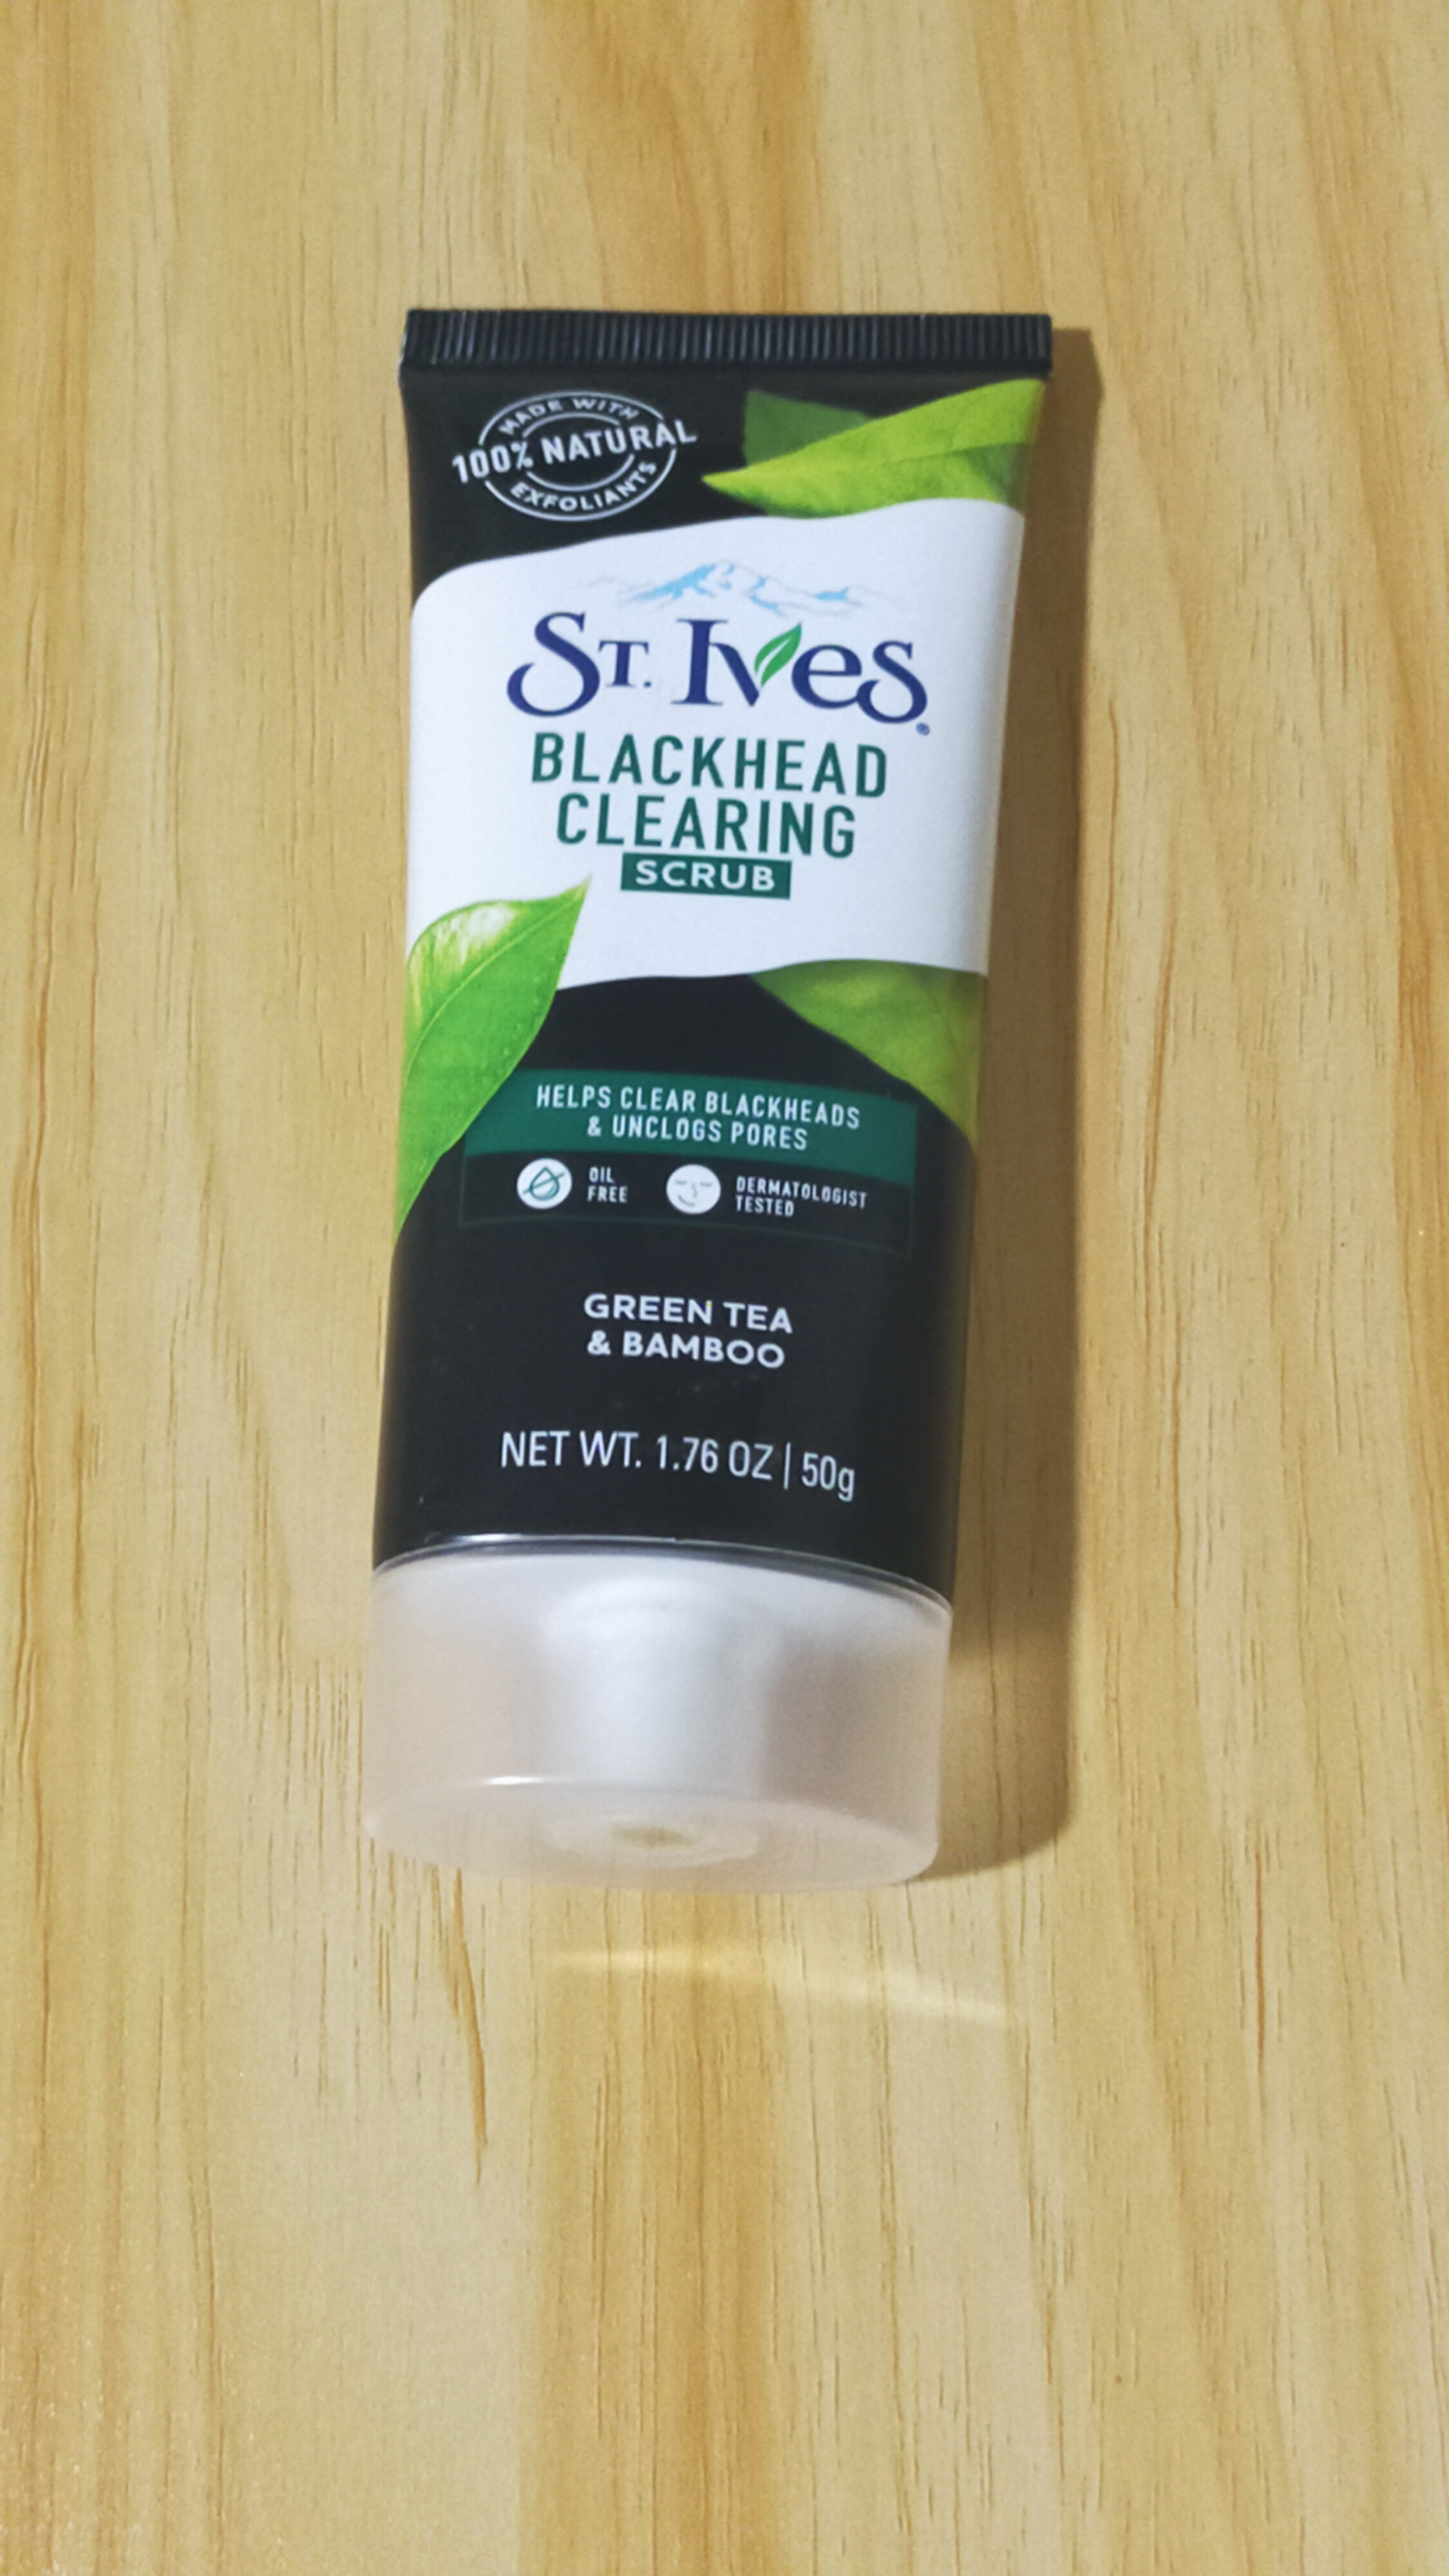 MADE WITH
100% NATURAL
EXFOLIANTS
ST. IVES®
BLACKHEAD
CLEARING
SCRUB
HELPS CLEAR BLACKHEADS
& UNCLOGS PORES
OIL
FREE
DERMATOLOGIST
TESTED
GREEN TEA
& BAMBOO
NET WT. 1.76 OZ | 50g